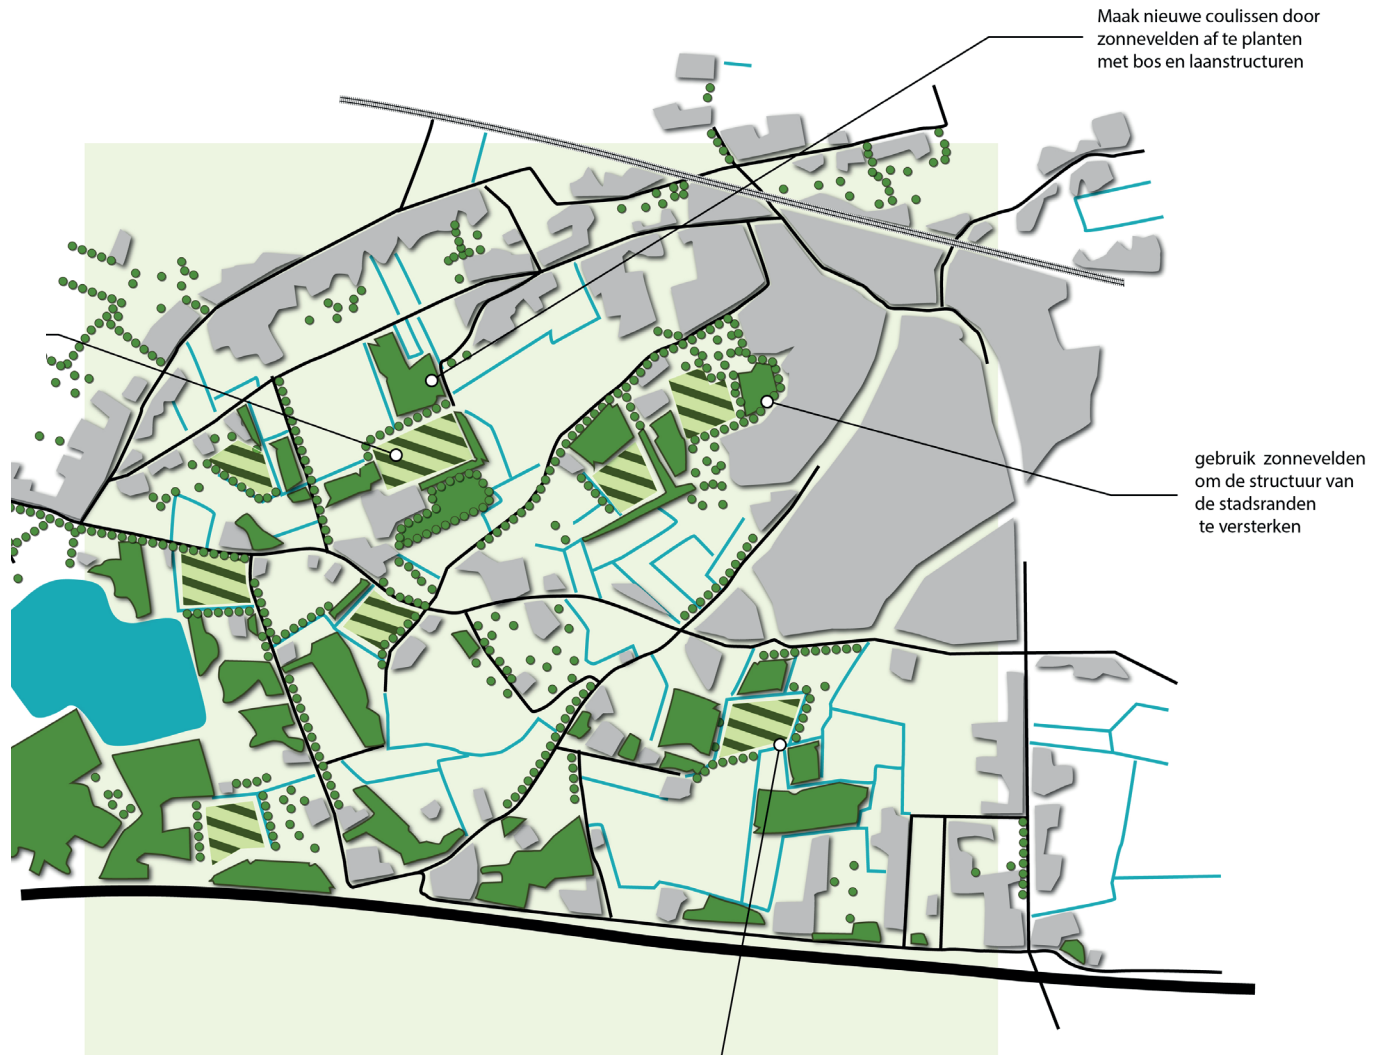 Maak nieuwe coulissen door
zonnevelden af te planten
met bos en laanstructuren
gebruik zonnevelden
om de structuur van
de stadsranden
te versterken